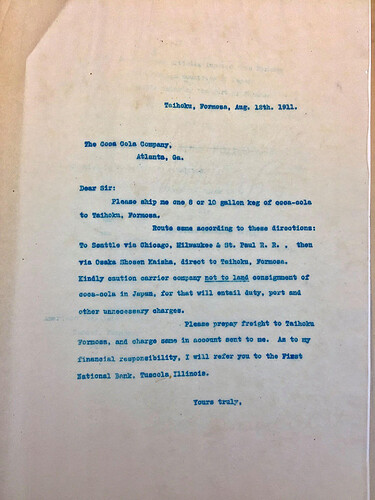 Taihoku, Formosa, Aug. 12th. 1911.
The Coca Cola Company,
Atlanta, Ga.
Dear Sir:
Please ship me one 8 or 10 gallon keg of coca-cola
to Taihoku, Formosa.
Route same according to these directions:
To Seattle via Chicago, Milwaukee & St. Paul R. R. , then
via Osaka Shosen Kaisha, direct to Taihoku, Formosa.
Kindly caution carrier company not to land consignment of
coca-cola in Japan, for that will entail duty, port and
other unnecessary charges.
Please prepay freight to Taihoku
Formosa, and charge same in account sent to me. As to my
financial responsibility, I will refer you to the First
National Bank, Tuscola, Illinois.
Yours truly,